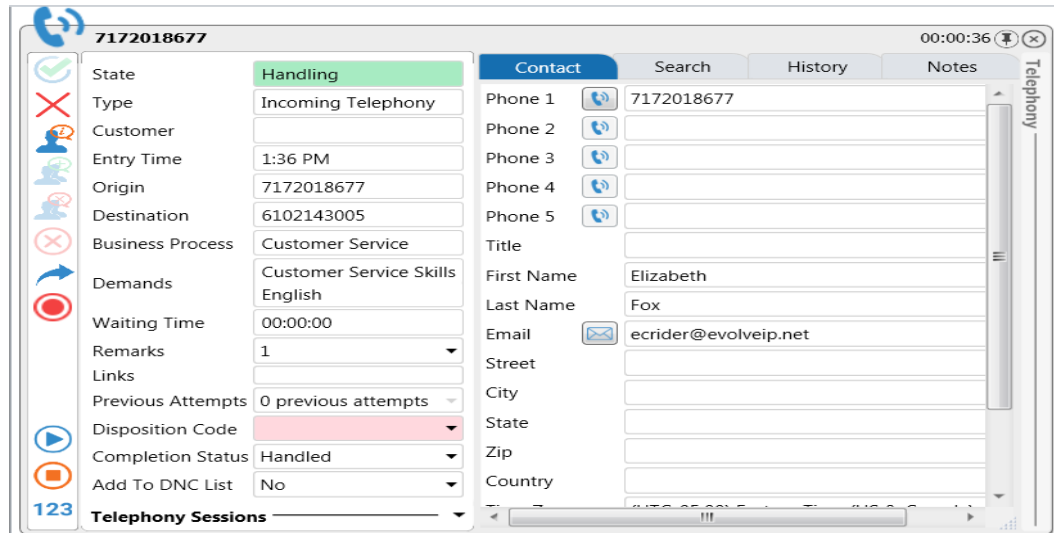 7172018677 00:00:36
State Handling
Type Incoming Telephony
Customer
Entry Time 1:36 PM
Origin 7172018677
Destination 6102143005
Business Process Customer Service
Demands Customer Service Skills
English
Waiting Time 00:00:00
Remarks 1
Links
Previous Attempts 0 previous attempts
Disposition Code
Completion Status Handled
Add To DNC List No
Telephony Sessions
123
Contact Search History Notes
Phone 1 7172018677
Phone 2
Phone 3
Phone 4
Phone 5
Title
First Name Elizabeth
Last Name Fox
Email ecrider@evolveip.net
Street
City
State
Zip
Country
Telephony